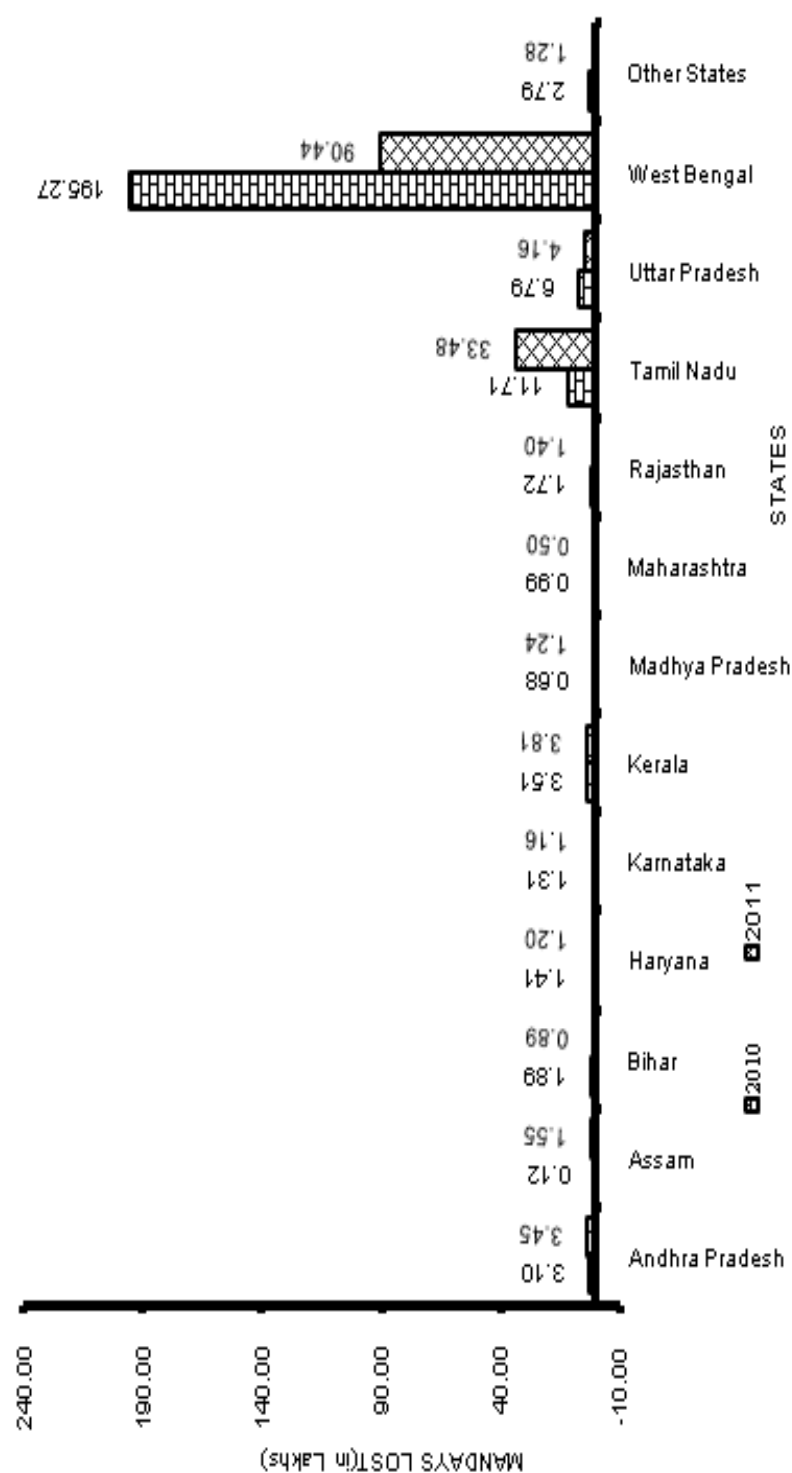 MANDAYS LOST(in Lakhs)
240.00
190.00
140.00
90.00
40.00
-10.00
3.10
3.45
0.12
1.55
1.89
0.89
1.41
1.20
1.31
1.16
3.51
3.81
0.68
1.24
0.99
0.50
1.72
1.40
11.71
33.48
6.79
4.16
195.27
90.44
2.79
1.28
Andhra Pradesh
Assam
Bihar
Haryana
Karnataka
Kerala
Madhya Pradesh
Maharashtra
Rajasthan
Tamil Nadu
Uttar Pradesh
West Bengal
Other States
2010
2011
STATES